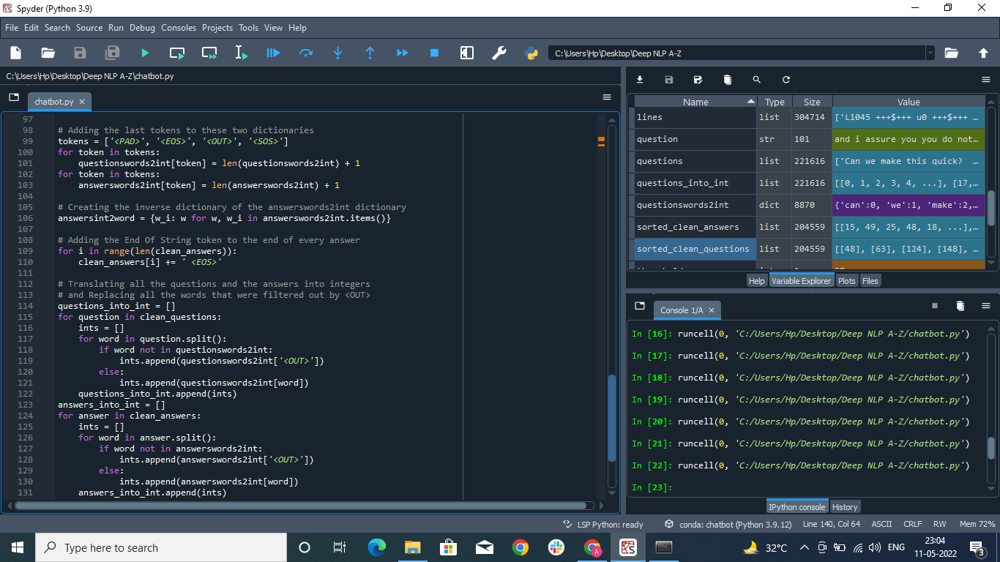 Spyder (Python 3.9)
File Edit Search Source Run Debug Consoles Projects Tools View Help
C:\Users\Hp\Desktop\Deep NLP A-Z
C:\Users\Hp\Desktop\Deep NLP A-Z\chatbot.py
chatbot.py
97
98 # Adding the last tokens to these two dictionaries
99 tokens = ['<PAD>', '<EOS>', '<OUT>', '<SOS>']
100 for token in tokens:
101     questionswords2int[token] = len(questionswords2int) + 1
102 for token in tokens:
103     answerswords2int[token] = len(answerswords2int) + 1
104
105 # Creating the inverse dictionary of the answerswords2int dictionary
106 answersint2word = {w_i: w for w, w_i in answerswords2int.items()}
107
108 # Adding the End Of String token to the end of every answer
109 for i in range(len(clean_answers)):
110     clean_answers[i] += ' <EOS>'
111
112 # Translating all the questions and the answers into integers
113 # and Replacing all the words that were filtered out by <OUT>
114 questions_into_int = []
115 for question in clean_questions:
116     ints = []
117     for word in question.split():
118         if word not in questionswords2int:
119             ints.append(questionswords2int['<OUT>'])
120         else:
121             ints.append(questionswords2int[word])
122     questions_into_int.append(ints)
123 answers_into_int = []
124 for answer in clean_answers:
125     ints = []
126     for word in answer.split():
127         if word not in answerswords2int:
128             ints.append(answerswords2int['<OUT>'])
129         else:
130             ints.append(answerswords2int[word])
131     answers_into_int.append(ints)
Name Type Size Value
lines list 304714 ['L1045 +++$+++ u0 +++$+++ ...
question str 101 and i assure you you do not...
questions list 221616 ['Can we make this quick? ...
questions_into_int list 221616 [[0, 1, 2, 3, 4, ...], [17,...
questionswords2int dict 8870 {'can':0, 'we':1, 'make':2,...
sorted_clean_answers list 204559 [[15, 49, 25, 48, 18, ...],...
sorted_clean_questions list 204559 [[48], [63], [124], [148], ...
Help Variable Explorer Plots Files
Console 1/A
In [16]: runcell(0, 'C:/Users/Hp/Desktop/Deep NLP A-Z/chatbot.py')
In [17]: runcell(0, 'C:/Users/Hp/Desktop/Deep NLP A-Z/chatbot.py')
In [18]: runcell(0, 'C:/Users/Hp/Desktop/Deep NLP A-Z/chatbot.py')
In [19]: runcell(0, 'C:/Users/Hp/Desktop/Deep NLP A-Z/chatbot.py')
In [20]: runcell(0, 'C:/Users/Hp/Desktop/Deep NLP A-Z/chatbot.py')
In [21]: runcell(0, 'C:/Users/Hp/Desktop/Deep NLP A-Z/chatbot.py')
In [22]: runcell(0, 'C:/Users/Hp/Desktop/Deep NLP A-Z/chatbot.py')
In [23]:
IPython console History
LSP Python: ready conda: chatbot (Python 3.9.12) Line 140, Col 64 ASCII CRLF RW Mem 72%
Type here to search
A
32°C ENG 23:04
11-05-2022
3